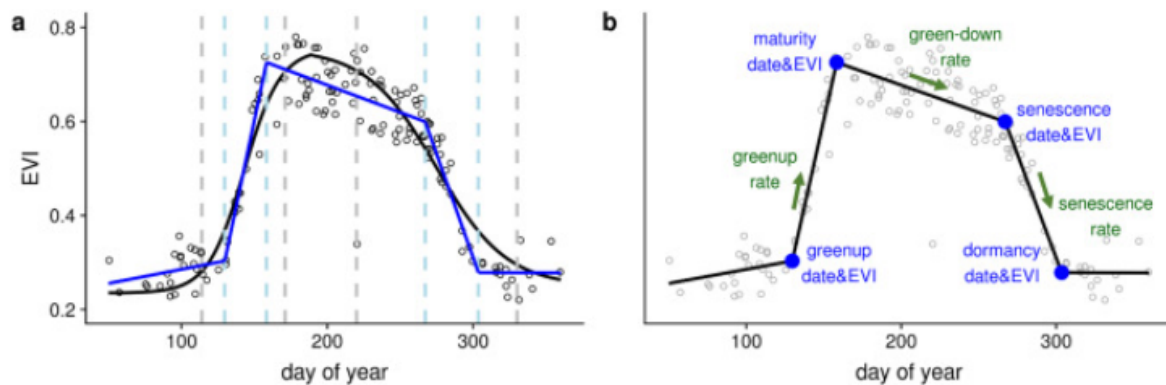 a
0.8
0.6
0.4
0.2
EVI
100
200
300
day of year
b
maturity
date&EVI
green-down
rate
senescence
date&EVI
greenup
rate
senescence
rate
greenup
date&EVI
dormancy
date&EVI
100
200
300
day of year